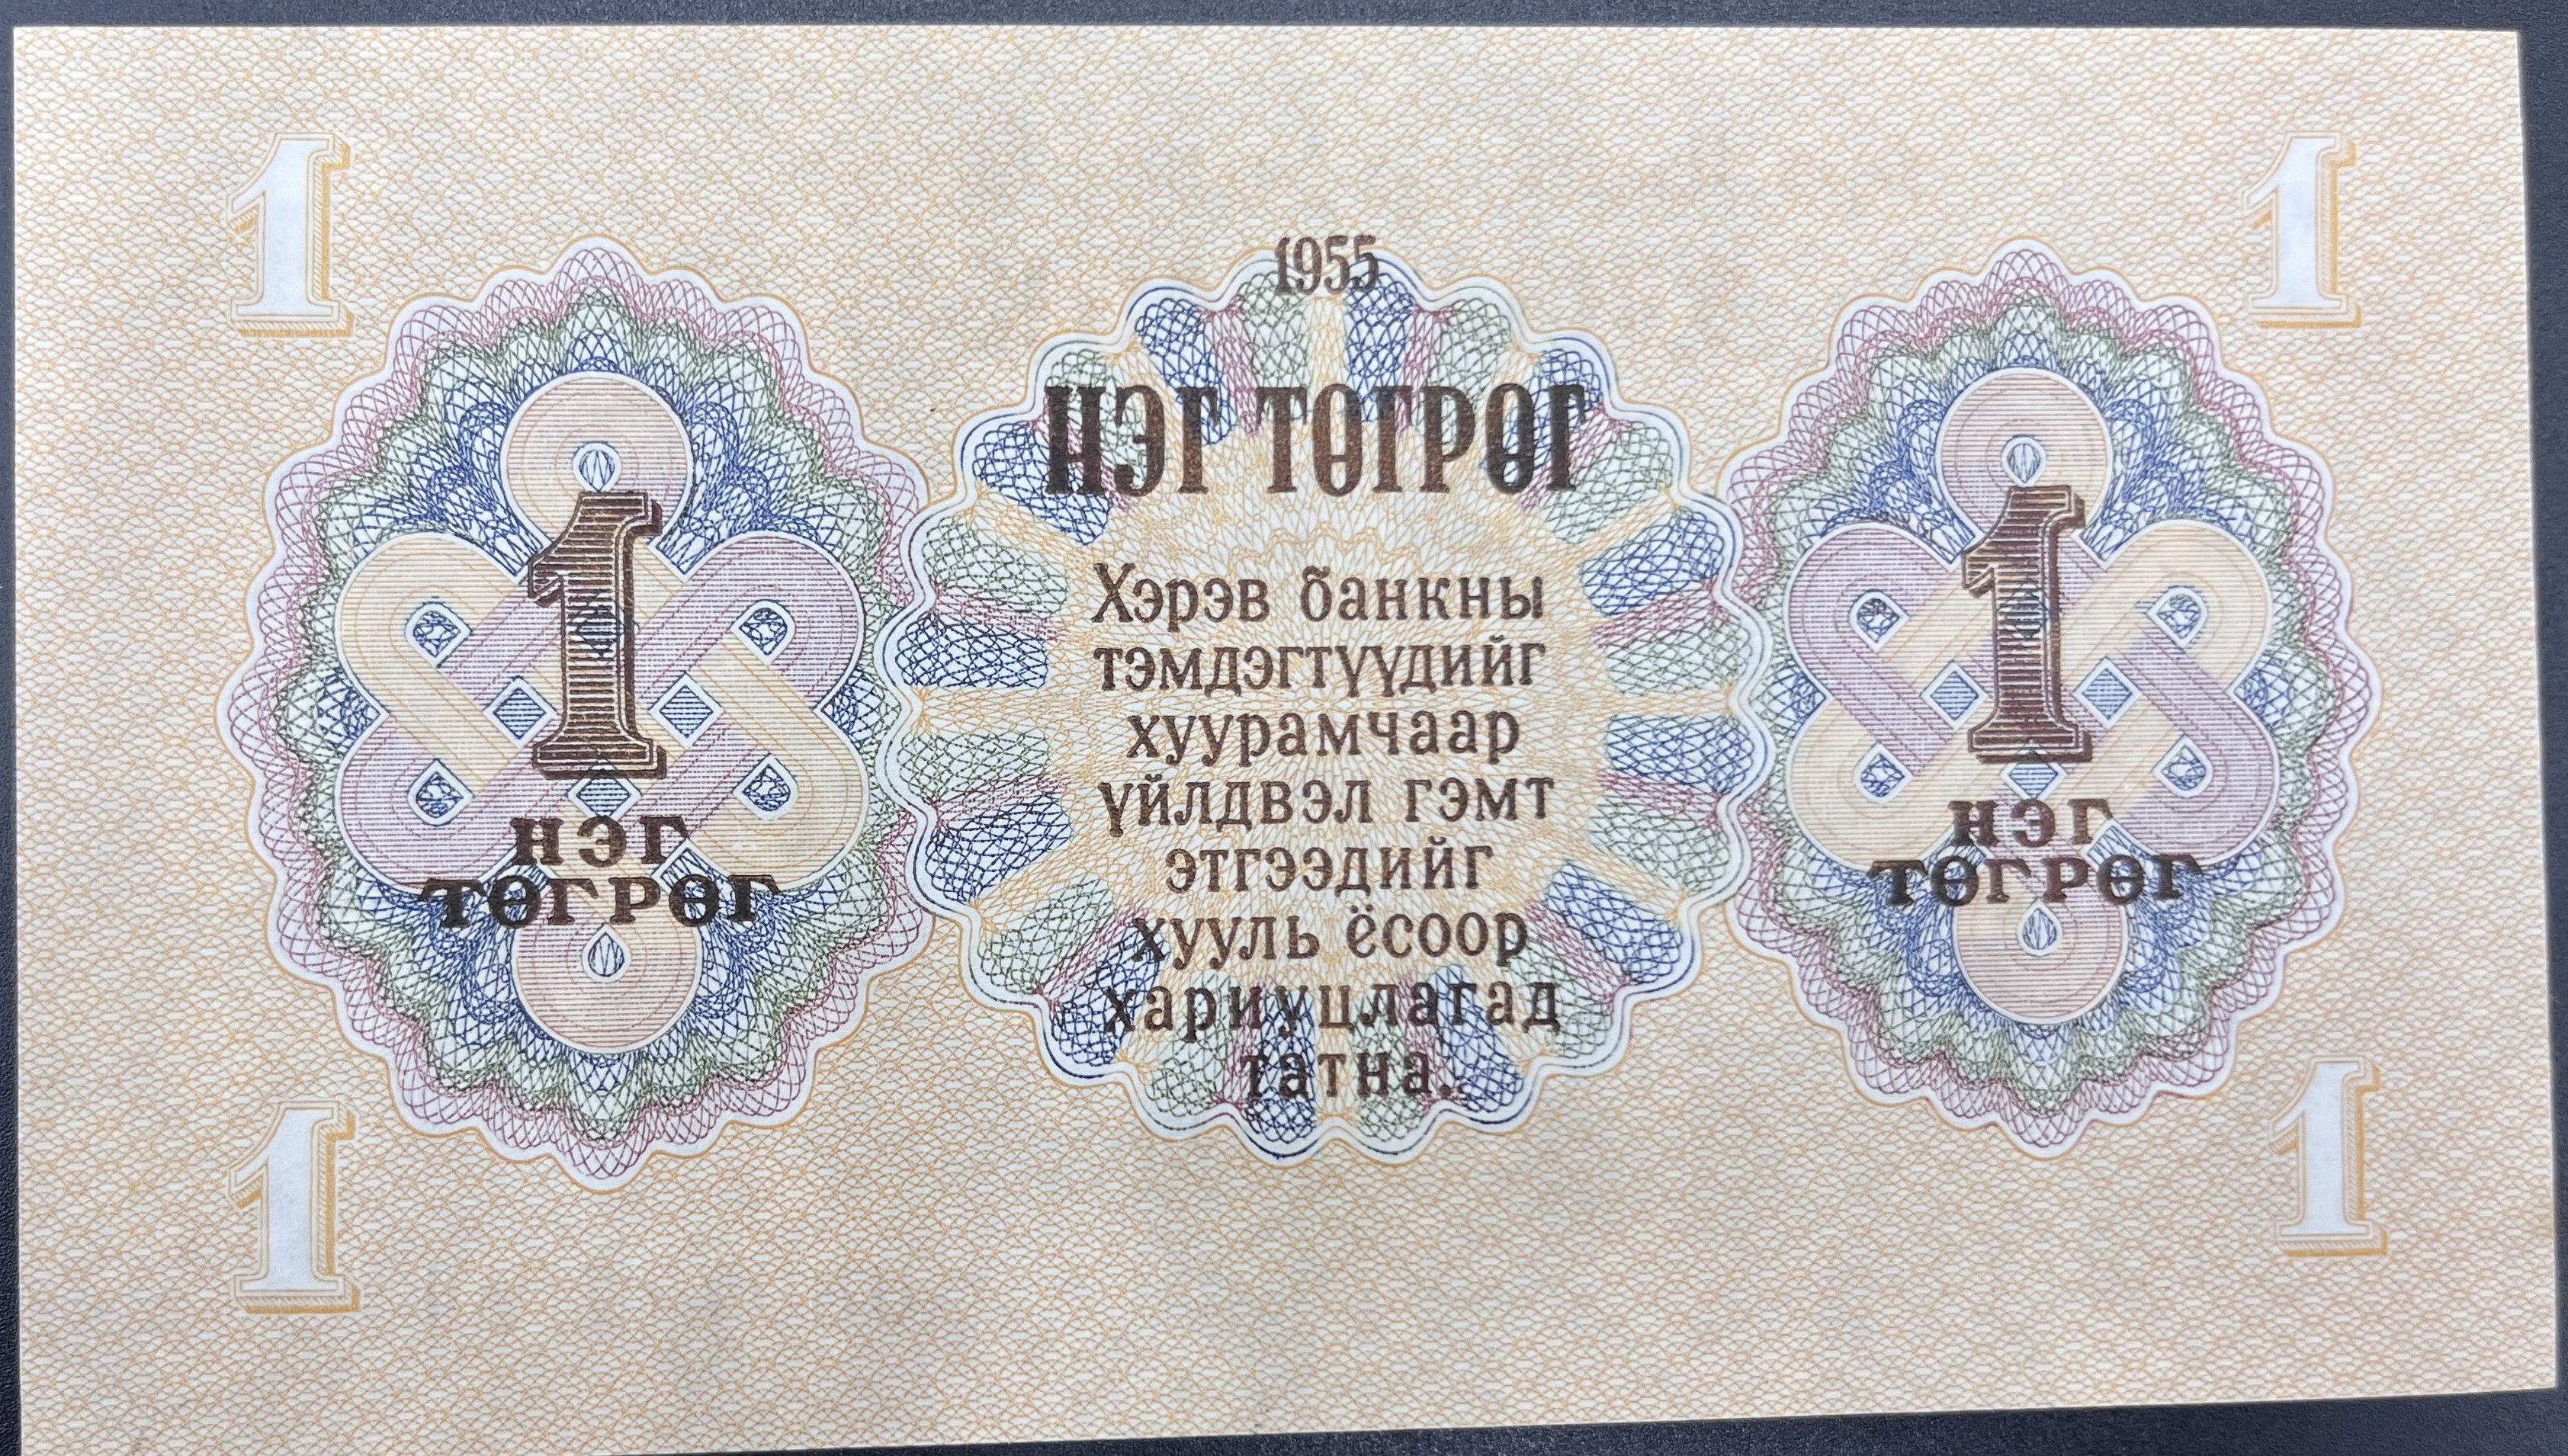 1
1
1955
НЭГ ТӨГРӨГ
Хэрэв банкны
тэмдэгтүүдийг
хуурамчаар
үйлдвэл гэмт
этгээдийг
хууль ёсоор
хариуцлагад
татна.
1
НЭГ
ТӨГРӨГ
1
НЭГ
ТӨГРӨГ
1
1